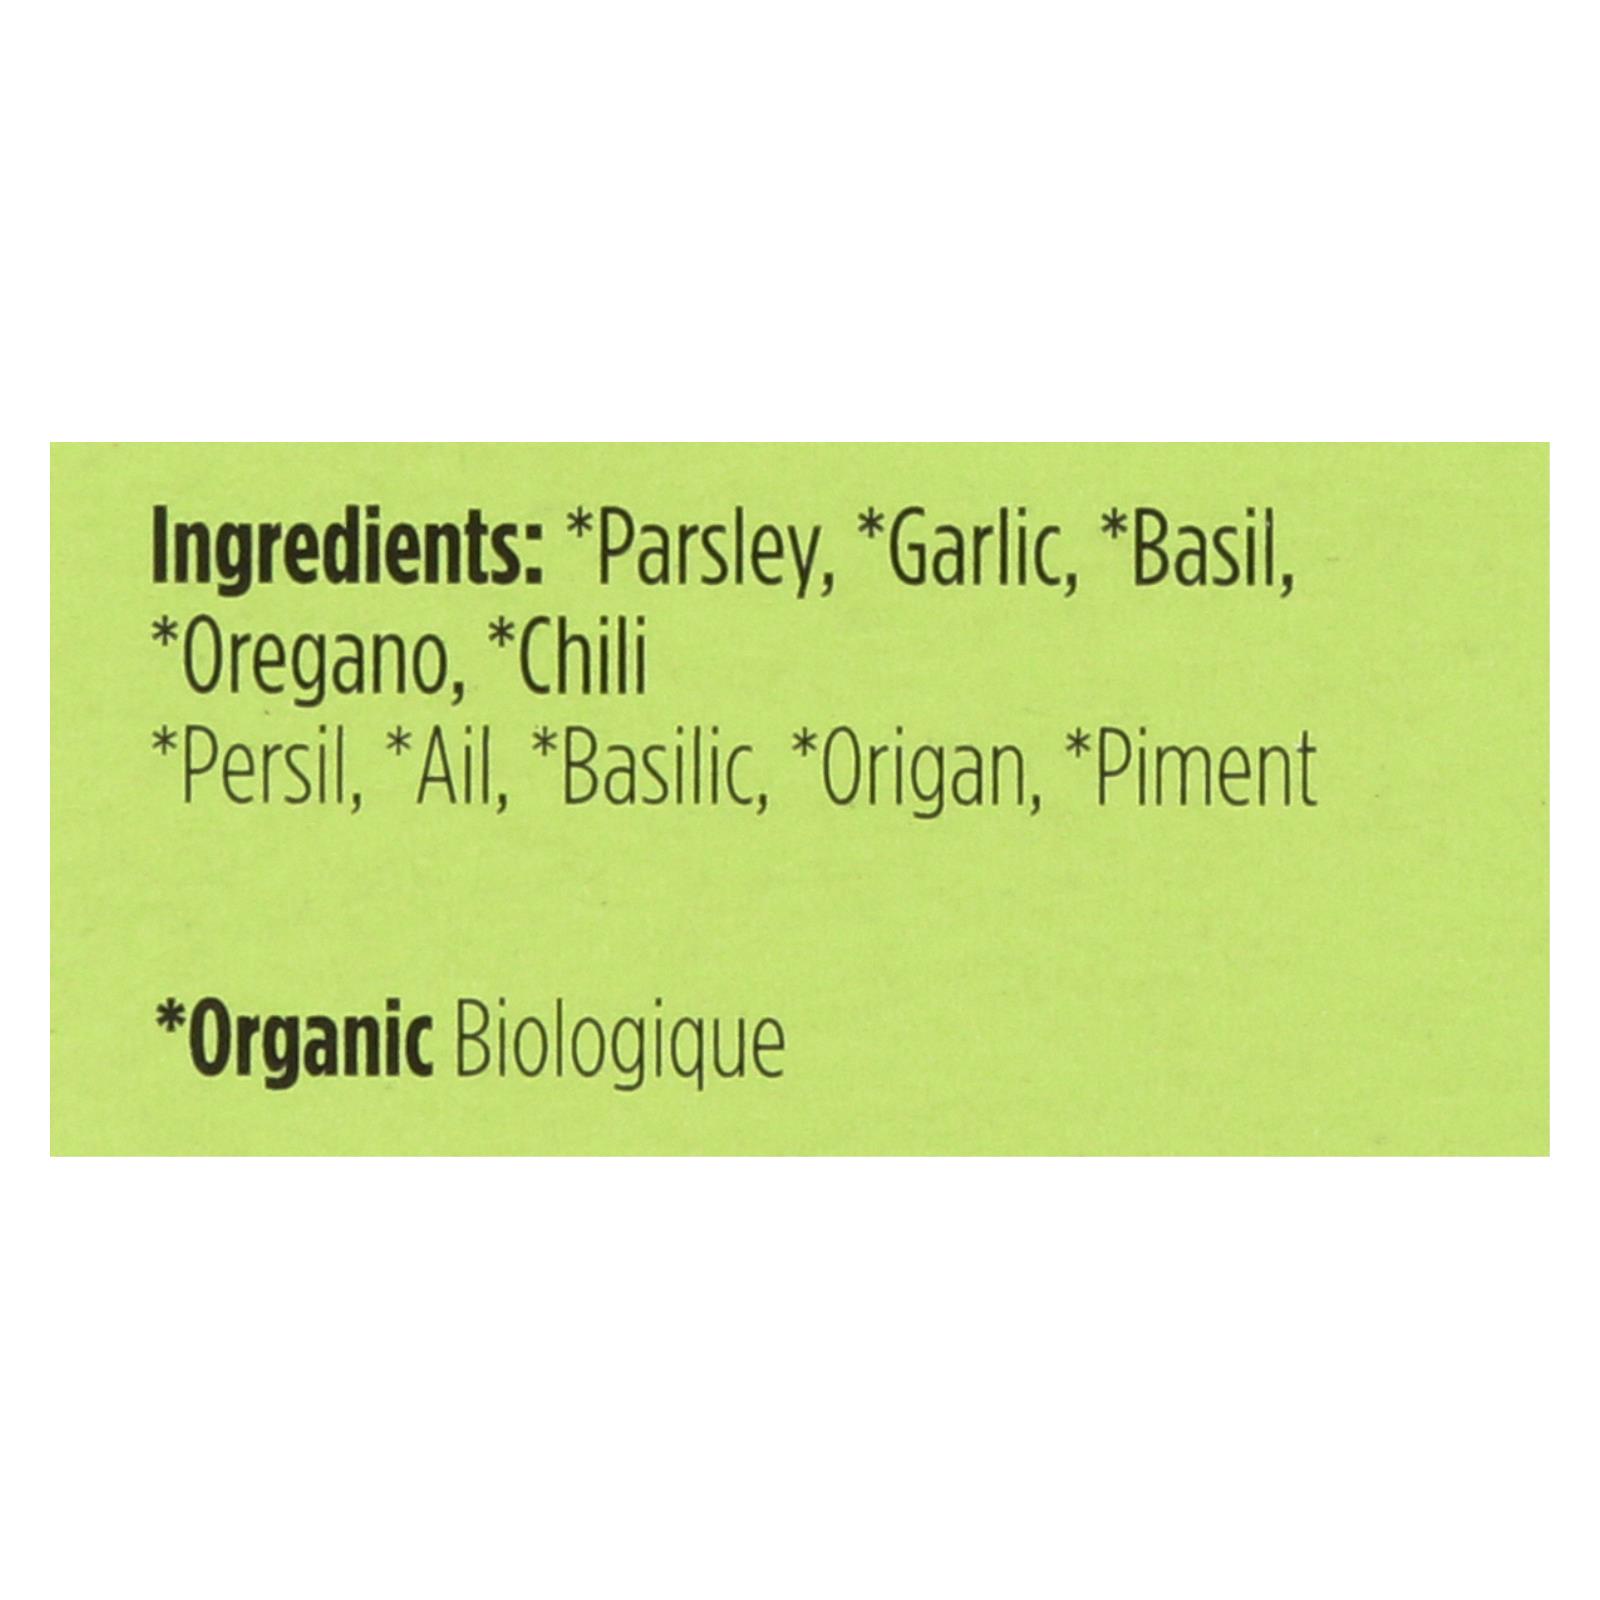 Ingredients: *Parsley, *Garlic, *Basil,
*Oregano, *Chili
*Persil, *Ail, *Basilic, *Origan, *Piment
*Organic Biologique